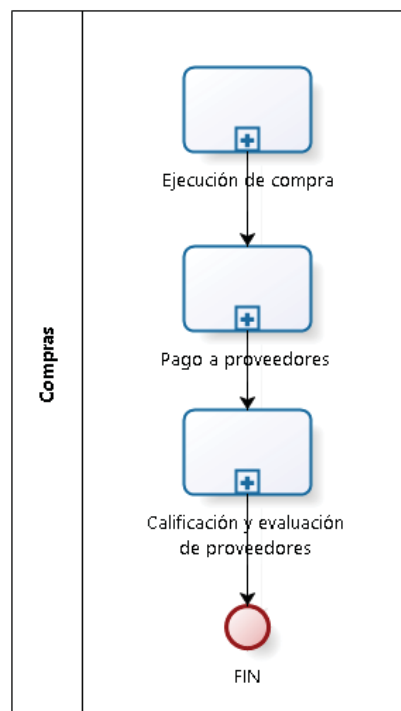 Compras
Ejecución de compra
Pago a proveedores
Calificación y evaluación
de proveedores
FIN